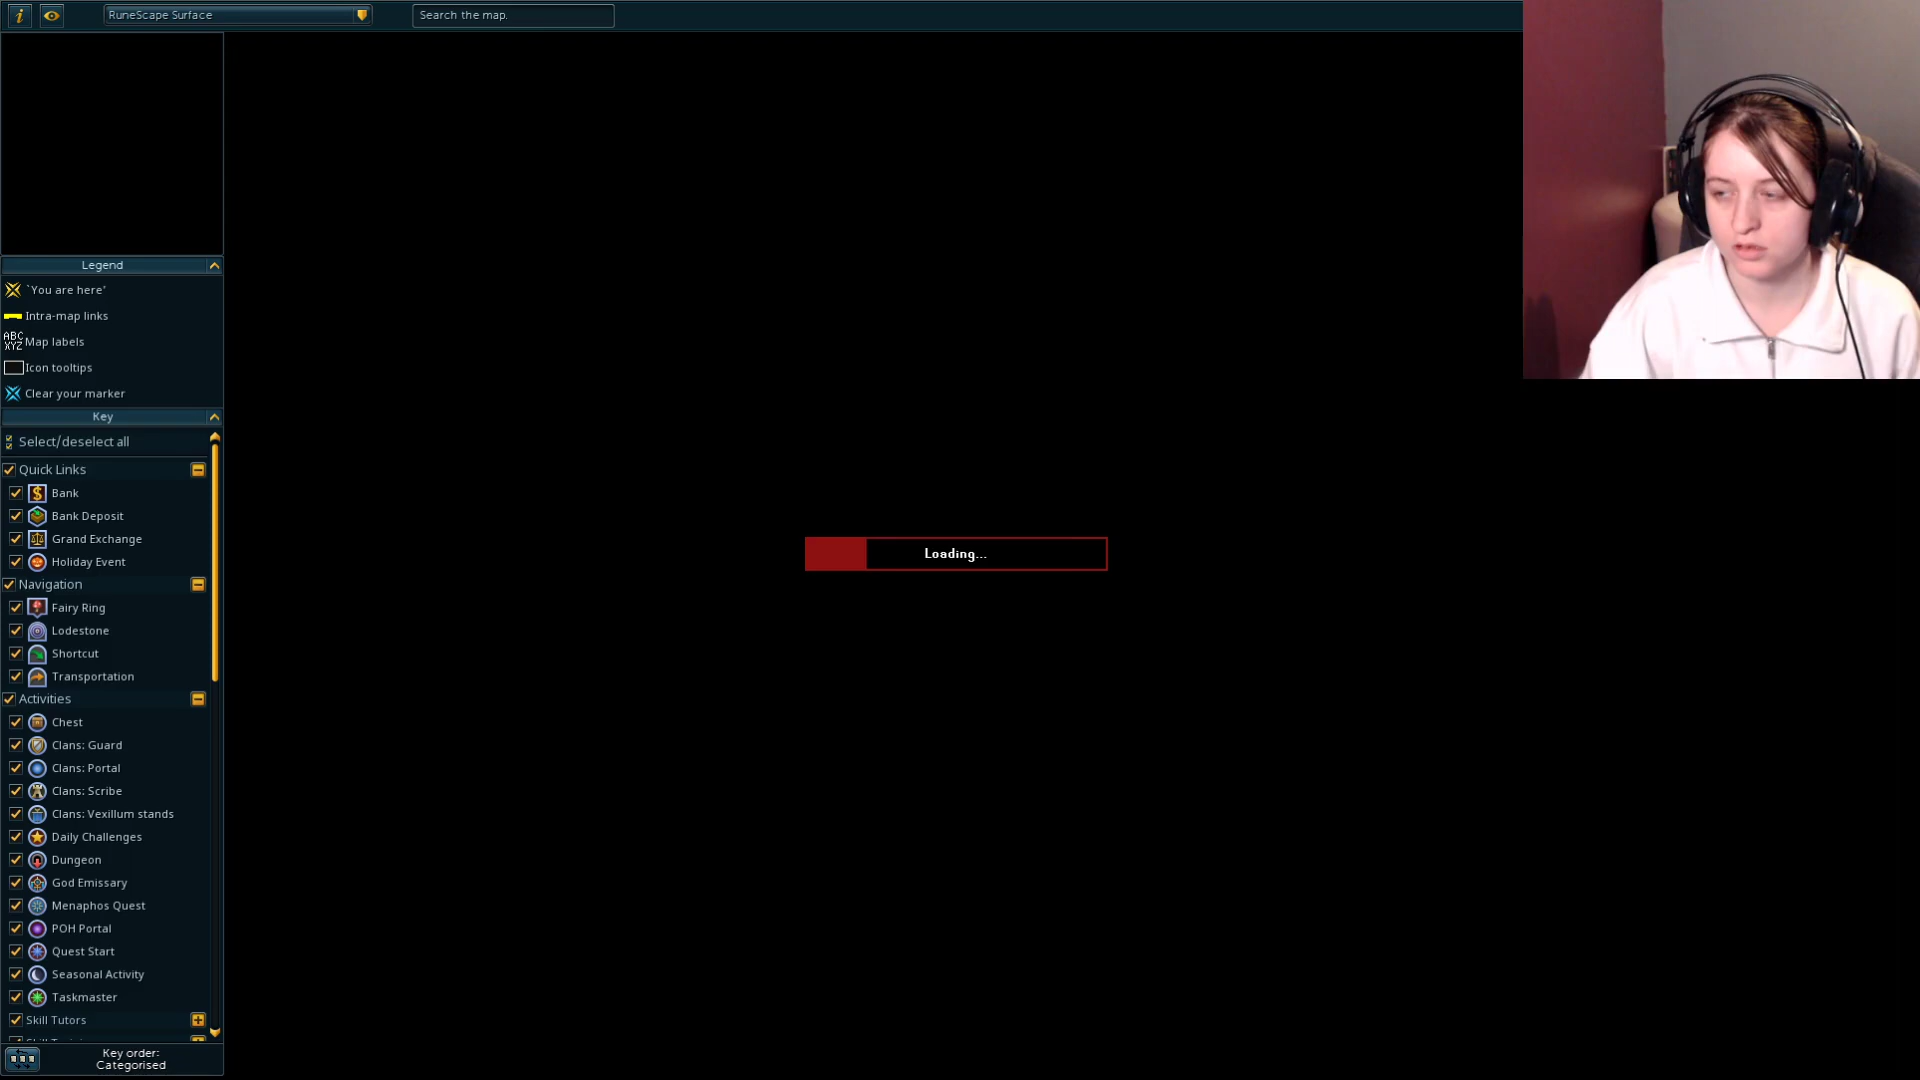 RuneScape Surface
Search the map.
Legend
`You are here'
Intra-map links
ABC
XYZ
Map labels
Icon tooltips
Clear your marker
Key
Select/deselect all
Quick Links
Bank
Bank Deposit
Grand Exchange
Holiday Event
Navigation
Fairy Ring
Lodestone
Shortcut
Transportation
Activities
Chest
Clans: Guard
Clans: Portal
Clans: Scribe
Clans: Vexillum stands
Daily Challenges
Dungeon
God Emissary
Menaphos Quest
POH Portal
Quest Start
Seasonal Activity
Taskmaster
Skill Tutors
Key order:
Categorised
Loading...